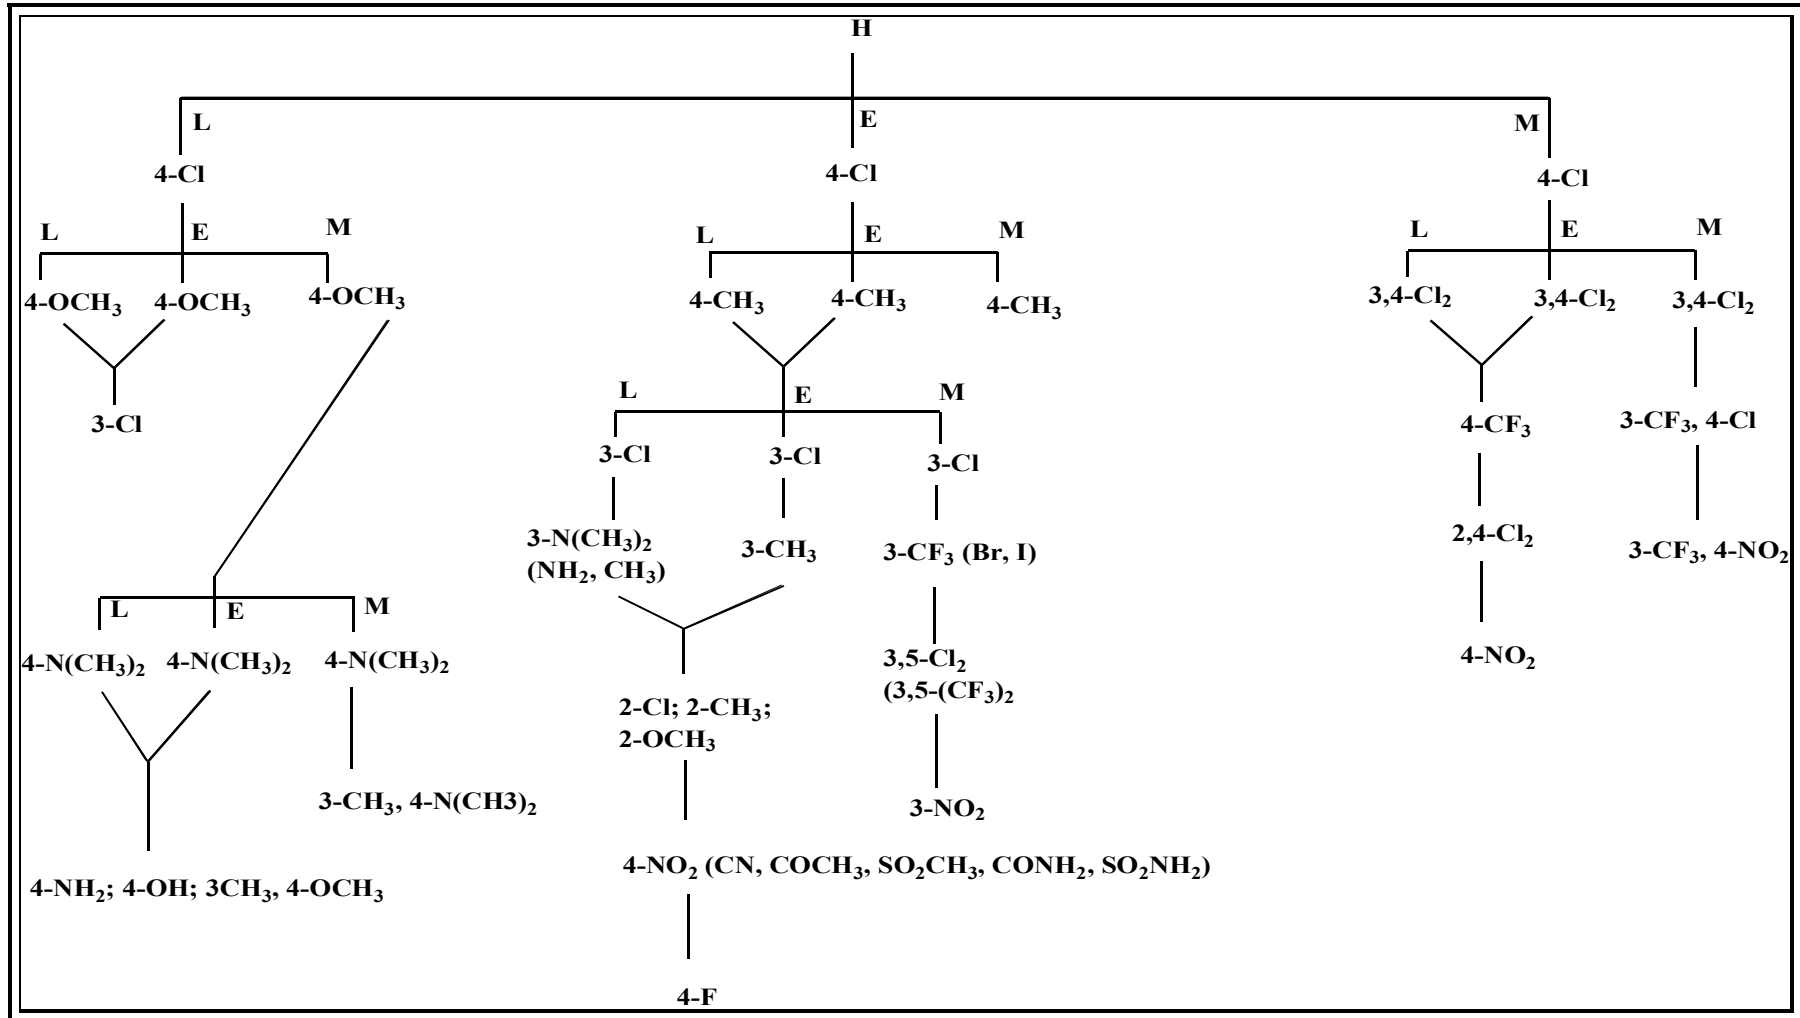 H
L E M
4-Cl 4-Cl 4-Cl
L E M L E M L E M
4-OCH₃ 4-OCH₃ 4-OCH₃ 4-CH₃ 4-CH₃ 4-CH₃ 3,4-Cl₂ 3,4-Cl₂ 3,4-Cl₂
L E M
3-Cl 4-CF₃ 3-CF₃, 4-Cl
3-Cl 3-Cl 3-Cl
3-N(CH₃)₂ 3-CH₃ 3-CF₃ (Br, I) 2,4-Cl₂ 3-CF₃, 4-NO₂
(NH₂, CH₃)
L E M
4-N(CH₃)₂ 4-N(CH₃)₂ 4-N(CH₃)₂ 3,5-Cl₂ 4-NO₂
(3,5-(CF₃)₂
2-Cl; 2-CH₃;
2-OCH₃
3-CH₃, 4-N(CH3)₂ 3-NO₂
4-NO₂ (CN, COCH₃, SO₂CH₃, CONH₂, SO₂NH₂)
4-NH₂; 4-OH; 3CH₃, 4-OCH₃
4-F